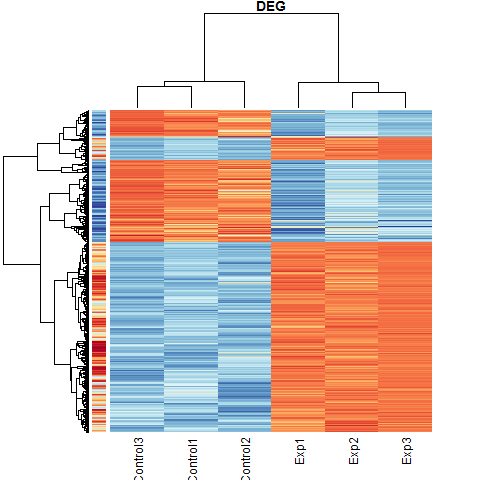 DEG
Control3
Control1
Control2
Exp1
Exp2
Exp3